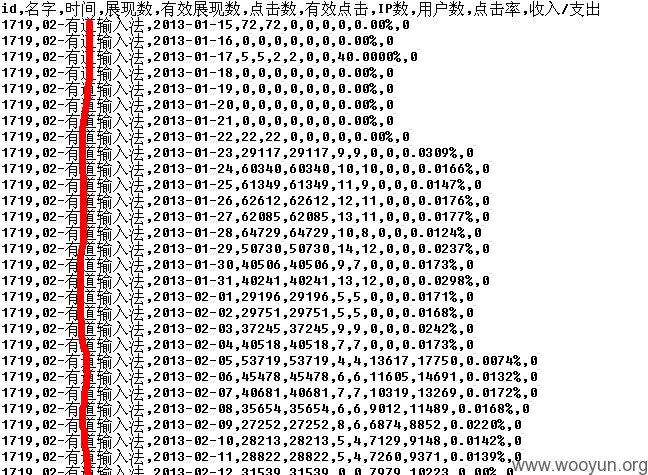 id,名字,时间,展现数,有效展现数,点击数,有效点击,IP数,用户数,点击率,收入/支出
1719,02-有道输入法,2013-01-15,72,72,0,0,0,0,0.00%,0
1719,02-有道输入法,2013-01-16,0,0,0,0,0,0,0.00%,0
1719,02-有道输入法,2013-01-17,5,5,2,2,0,0,40.0000%,0
1719,02-有道输入法,2013-01-18,0,0,0,0,0,0,0.00%,0
1719,02-有道输入法,2013-01-19,0,0,0,0,0,0,0.00%,0
1719,02-有道输入法,2013-01-20,0,0,0,0,0,0,0.00%,0
1719,02-有道输入法,2013-01-21,0,0,0,0,0,0,0.00%,0
1719,02-有道输入法,2013-01-22,22,22,0,0,0,0,0.00%,0
1719,02-有道输入法,2013-01-23,29117,29117,9,9,0,0,0.0309%,0
1719,02-有道输入法,2013-01-24,60340,60340,10,10,0,0,0.0166%,0
1719,02-有道输入法,2013-01-25,61349,61349,11,9,0,0,0.0147%,0
1719,02-有道输入法,2013-01-26,62612,62612,12,11,0,0,0.0176%,0
1719,02-有道输入法,2013-01-27,62085,62085,13,11,0,0,0.0177%,0
1719,02-有道输入法,2013-01-28,64729,64729,10,8,0,0,0.0124%,0
1719,02-有道输入法,2013-01-29,50730,50730,14,12,0,0,0.0237%,0
1719,02-有道输入法,2013-01-30,40506,40506,9,7,0,0,0.0173%,0
1719,02-有道输入法,2013-01-31,40241,40241,13,12,0,0,0.0298%,0
1719,02-有道输入法,2013-02-01,29196,29196,5,5,0,0,0.0171%,0
1719,02-有道输入法,2013-02-02,29751,29751,5,5,0,0,0.0168%,0
1719,02-有道输入法,2013-02-03,37245,37245,9,9,0,0,0.0242%,0
1719,02-有道输入法,2013-02-04,40518,40518,7,7,0,0,0.0173%,0
1719,02-有道输入法,2013-02-05,53719,53719,4,4,13617,17750,0.0074%,0
1719,02-有道输入法,2013-02-06,45478,45478,6,6,11605,14691,0.0132%,0
1719,02-有道输入法,2013-02-07,40681,40681,7,7,10319,13269,0.0172%,0
1719,02-有道输入法,2013-02-08,35654,35654,6,6,9012,11489,0.0168%,0
1719,02-有道输入法,2013-02-09,27252,27252,8,6,6874,8852,0.0220%,0
1719,02-有道输入法,2013-02-10,28213,28213,5,4,7129,9148,0.0142%,0
1719,02-有道输入法,2013-02-11,28822,28822,5,4,7260,9371,0.0139%,0
1719,02-有道输入法,2013-02-12,31539,31539,0,0,7979,10223,0.00%,0
www.wooyun.org